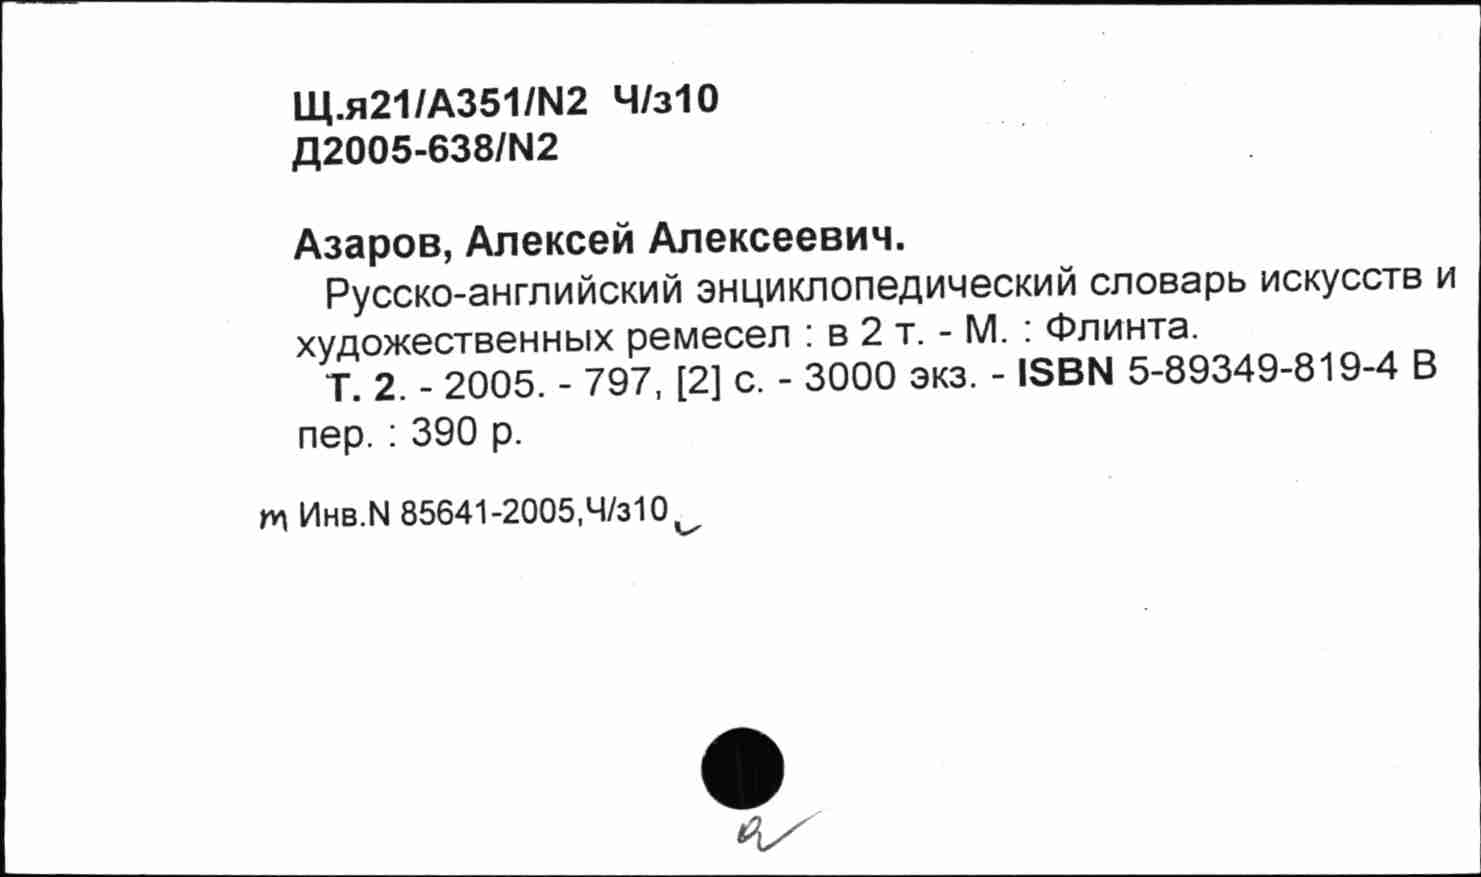 Щ.я21/А351/N2 Ч/з10
Д2005-638/N2
Азаров, Алексей Алексеевич.
Русско-английский энциклопедический словарь искусств и
художественных ремесел : в 2 т. - М. : Флинта.
Т. 2. - 2005. - 797, [2] с. - 3000 экз. - ISBN 5-89349-819-4 В
пер. : 390 р.
т Инв.N 85641-2005,Ч/з10